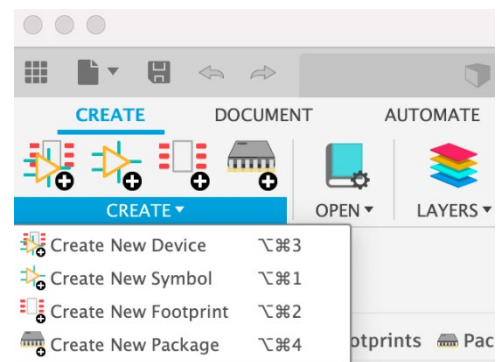 CREATE DOCUMENT AUTOMATE
CREATE ▾ OPEN ▾ LAYERS ▾
Create New Device ⌥⌘3
Create New Symbol ⌥⌘1
Create New Footprint ⌥⌘2
Create New Package ⌥⌘4
otprints Pac